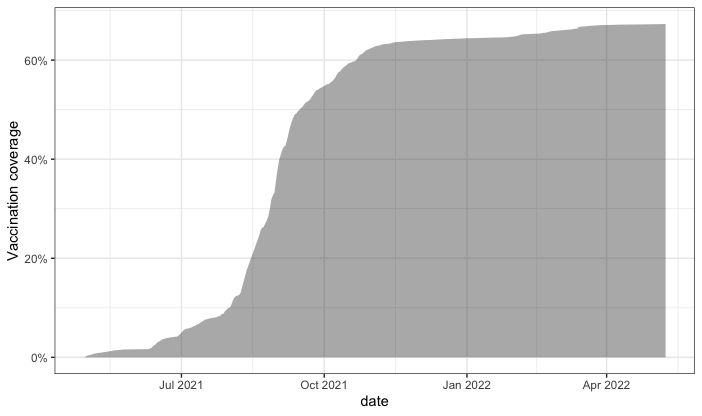 Vaccination coverage
60%
40%
20%
0%
Jul 2021
Oct 2021
Jan 2022
Apr 2022
date